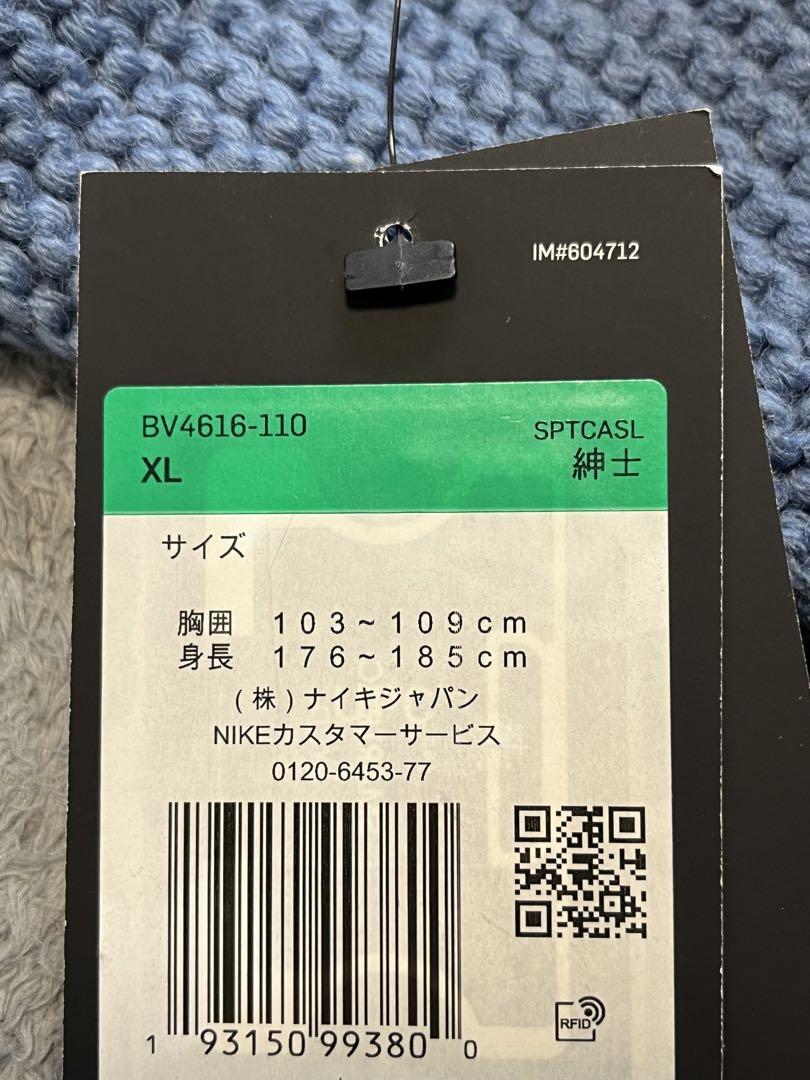 IM#604712
BV4616-110 SPTCASL
XL 紳士
サイズ
胸囲 103~109cm
身長 176~185cm
(株)ナイキジャパン
NIKEカスタマーサービス
0120-6453-77
RFID
1 93150 99380 0